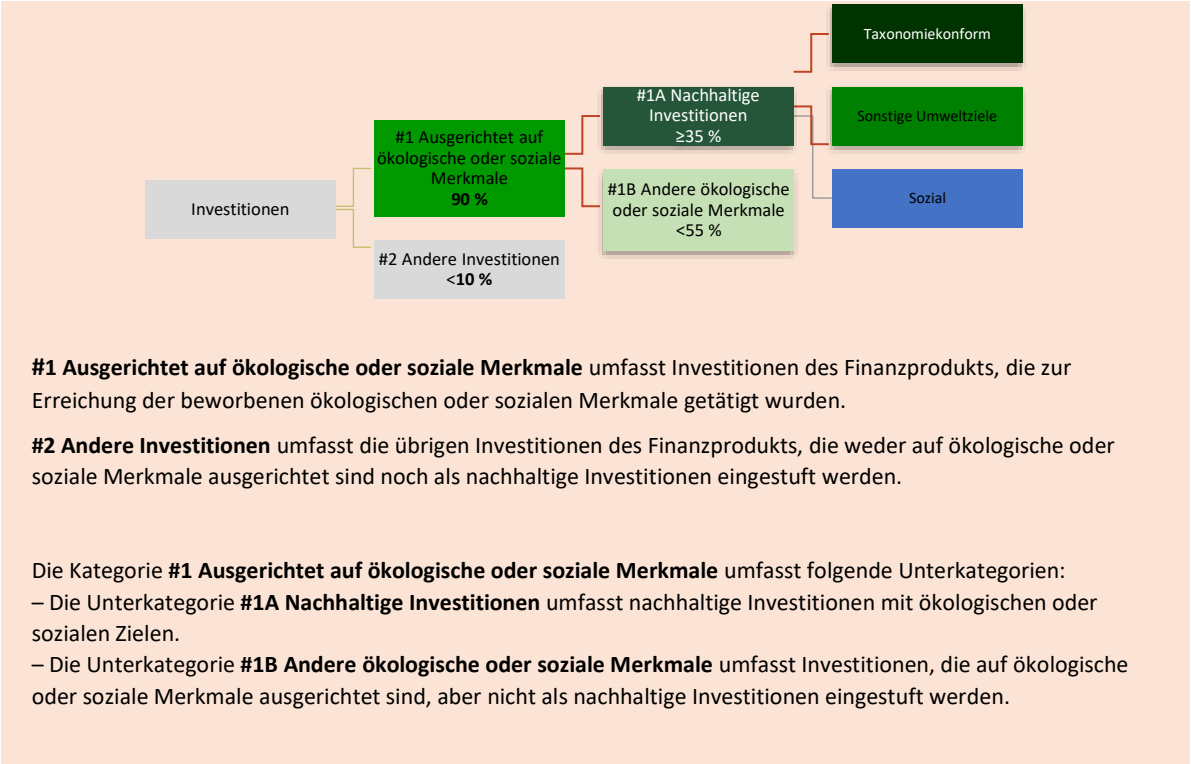 Taxonomiekonform
#1A Nachhaltige
Investitionen
≥35 %
Sonstige Umweltziele
#1 Ausgerichtet auf
ökologische oder soziale
Merkmale
90 %
#1B Andere ökologische
oder soziale Merkmale
<55 %
Sozial
Investitionen
#2 Andere Investitionen
<10 %
#1 Ausgerichtet auf ökologische oder soziale Merkmale umfasst Investitionen des Finanzprodukts, die zur
Erreichung der beworbenen ökologischen oder sozialen Merkmale getätigt wurden.
#2 Andere Investitionen umfasst die übrigen Investitionen des Finanzprodukts, die weder auf ökologische oder
soziale Merkmale ausgerichtet sind noch als nachhaltige Investitionen eingestuft werden.
Die Kategorie #1 Ausgerichtet auf ökologische oder soziale Merkmale umfasst folgende Unterkategorien:
– Die Unterkategorie #1A Nachhaltige Investitionen umfasst nachhaltige Investitionen mit ökologischen oder
sozialen Zielen.
– Die Unterkategorie #1B Andere ökologische oder soziale Merkmale umfasst Investitionen, die auf ökologische
oder soziale Merkmale ausgerichtet sind, aber nicht als nachhaltige Investitionen eingestuft werden.